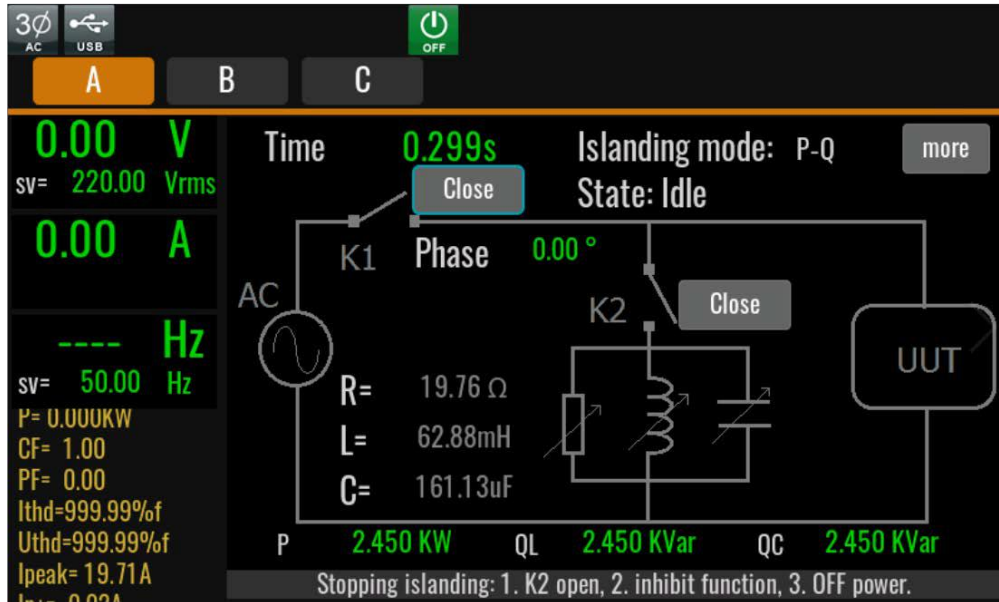 3Ø
AC
USB
OFF
A
B
C
0.00 V
sv= 220.00 Vrms
0.00 A
---- Hz
sv= 50.00 Hz
P= 0.000KW
CF= 1.00
PF= 0.00
Ithd=999.99%f
Uthd=999.99%f
Ipeak= 19.71A
Time 0.299s
Islanding mode: P-Q
more
Close
State: Idle
K1
Phase 0.00 °
AC
K2
Close
UUT
R= 19.76 Ω
L= 62.88mH
C= 161.13uF
P 2.450 KW QL 2.450 KVar QC 2.450 KVar
Stopping islanding: 1. K2 open, 2. inhibit function, 3. OFF power.